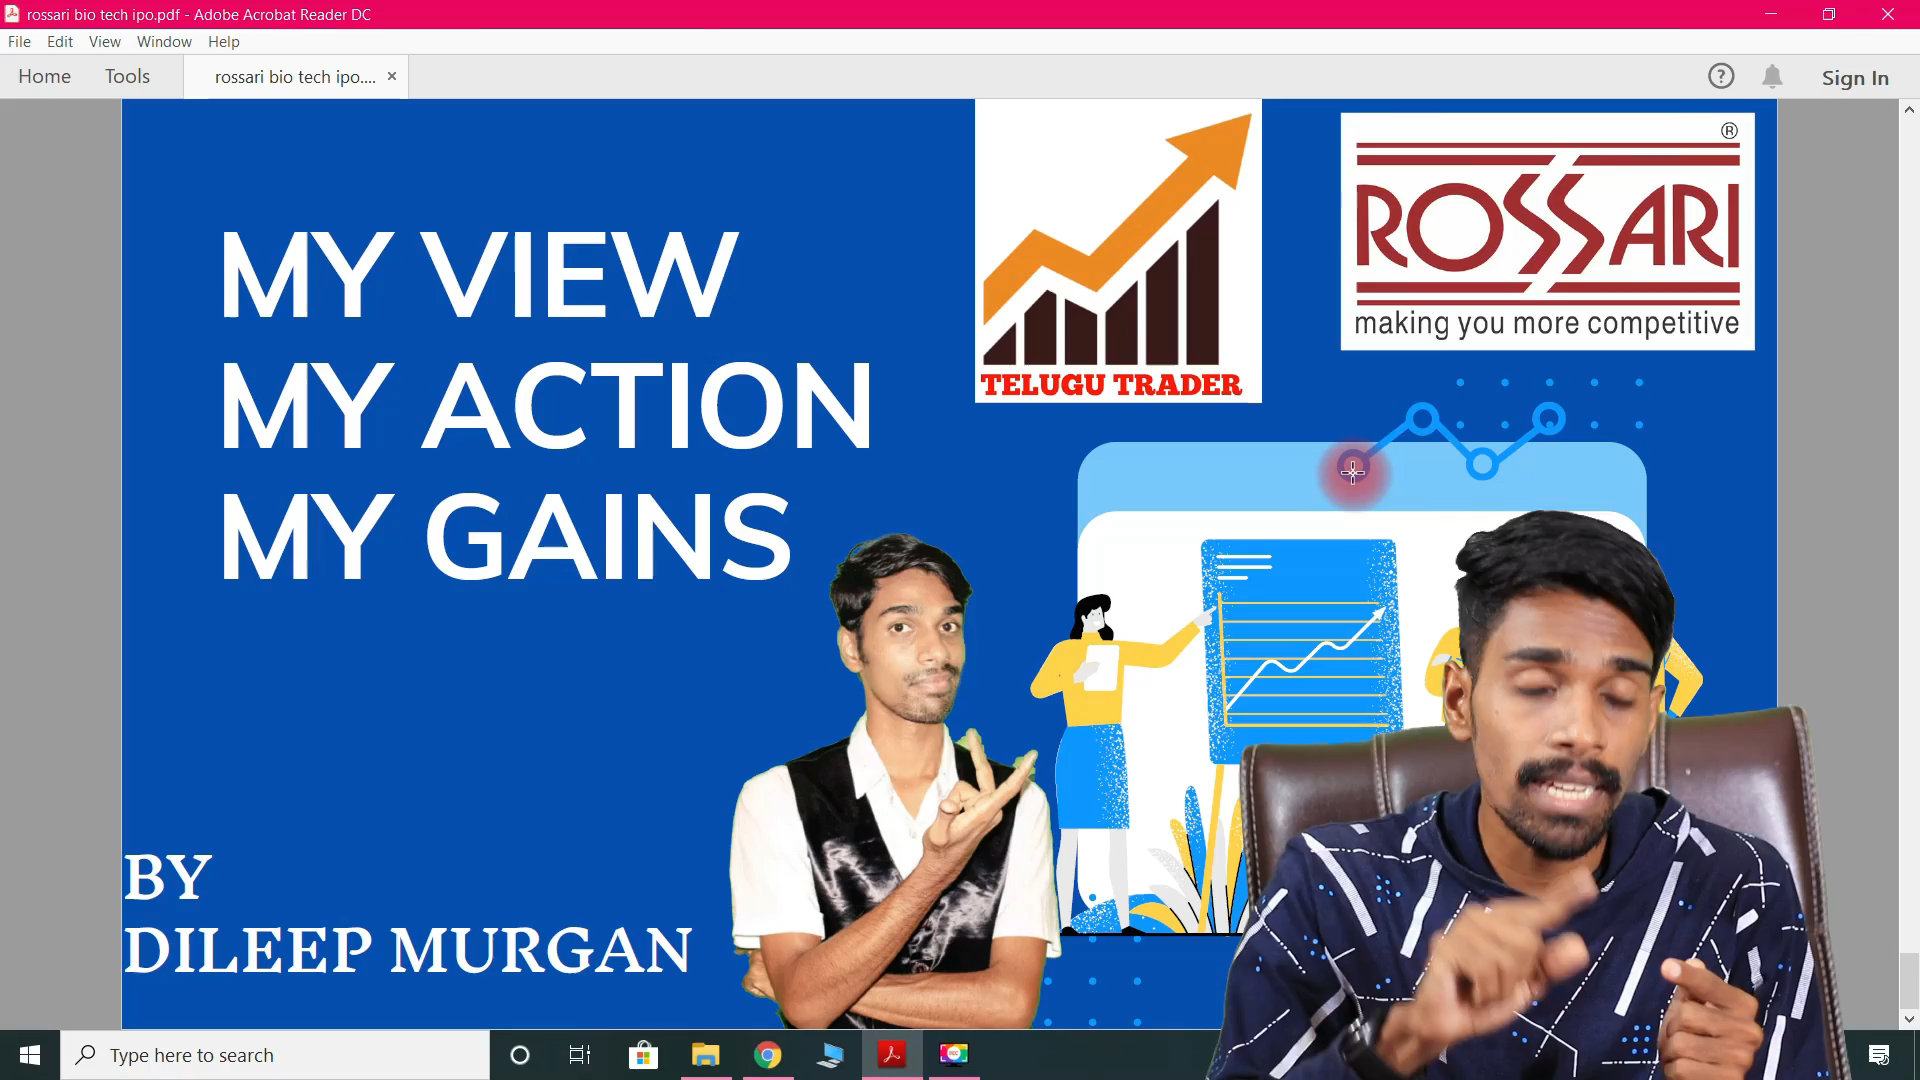 rossari bio tech ipo.pdf - Adobe Acrobat Reader DC
File Edit View Window Help
Home Tools rossari bio tech ipo.... Sign In
MY VIEW
MY ACTION
MY GAINS
TELUGU TRADER
®
ROSSARI
making you more competitive
BY
DILEEP MURGAN
Type here to search